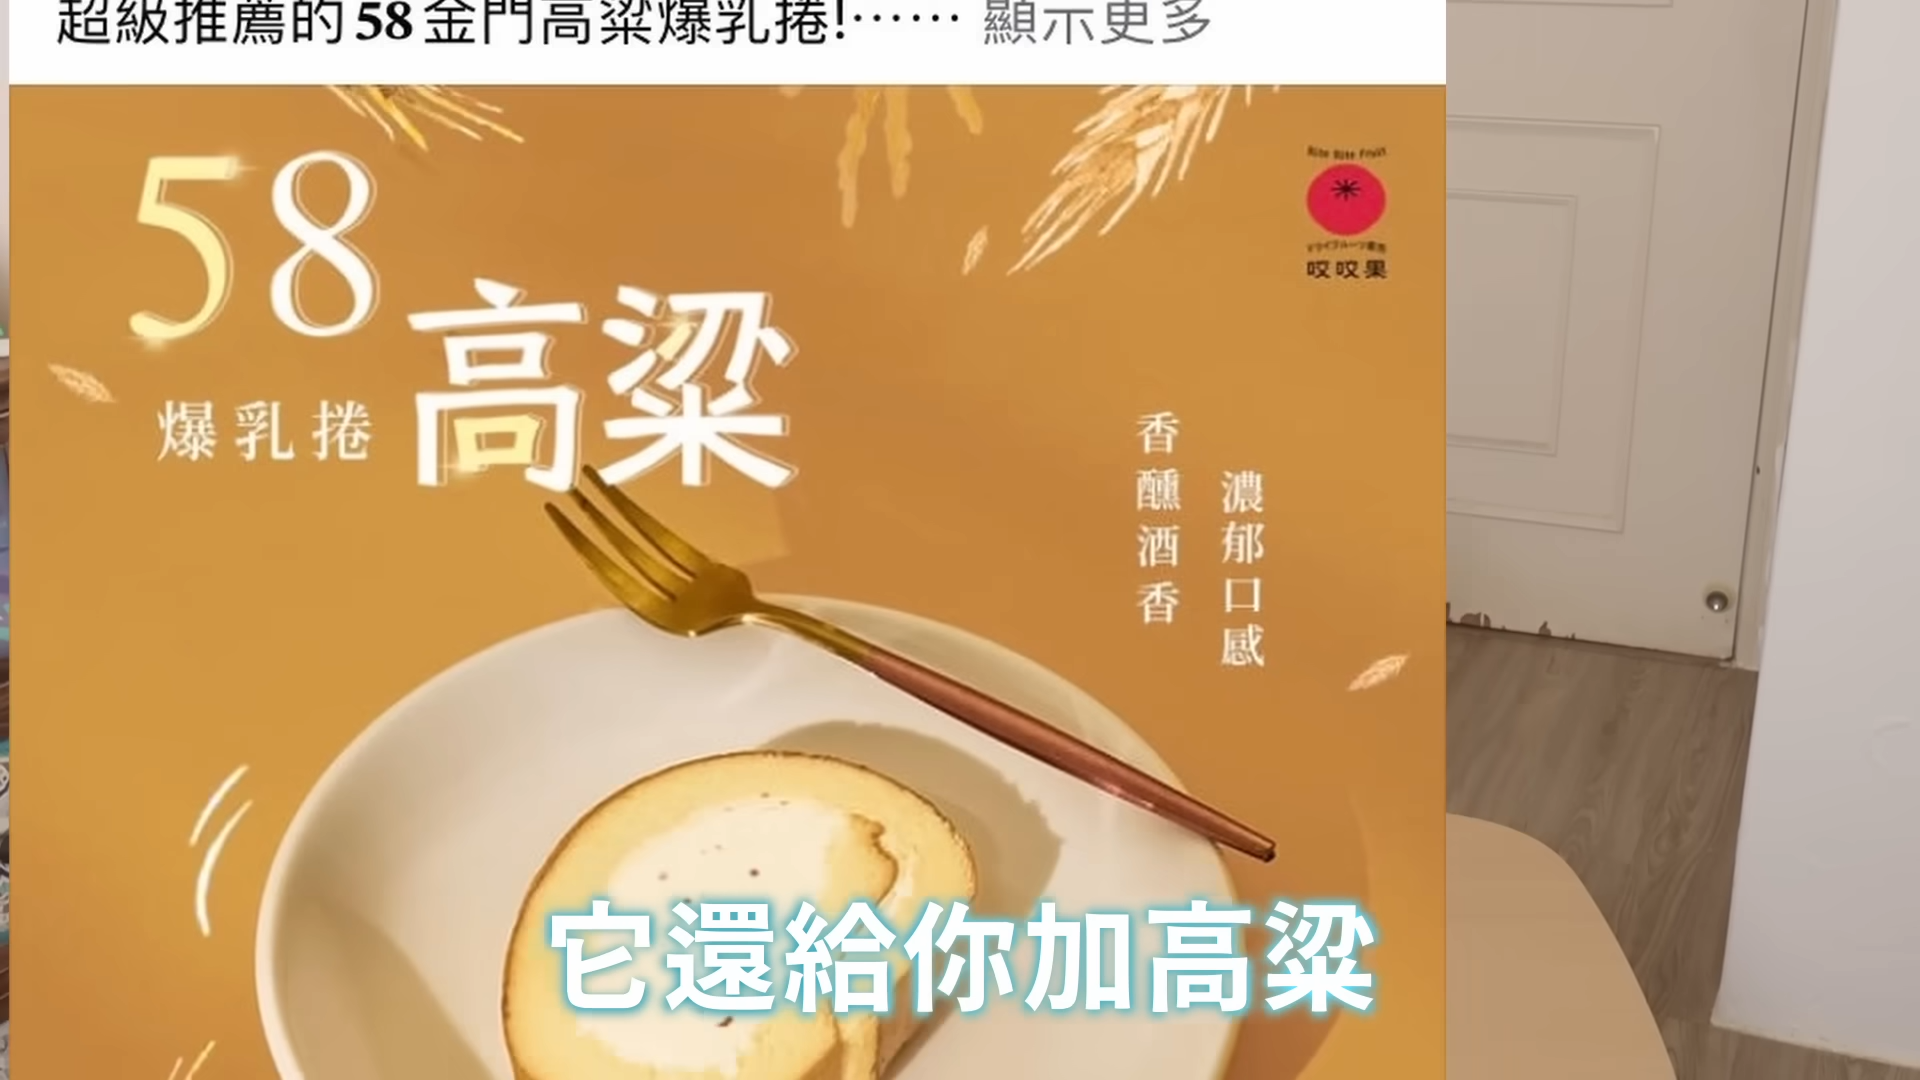 超級推薦的58金門高粱爆乳捲!⋯⋯ 顯示更多
58
高粱
爆乳捲
Bite Bite Fruit
咬咬果
濃郁口感
香醺酒香
它還給你加高粱